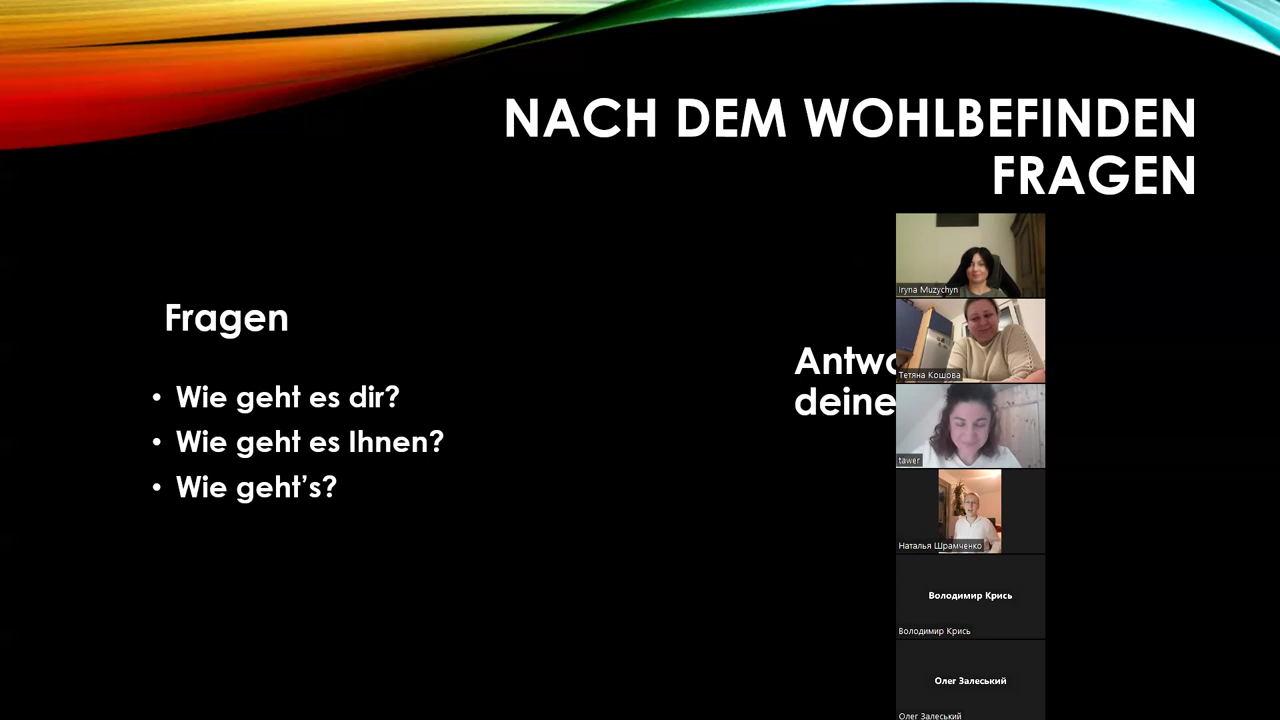 NACH DEM WOHLBEFINDEN
FRAGEN
Fragen
• Wie geht es dir?
• Wie geht es Ihnen?
• Wie geht's?
deine
Iryna Muzychyn
Тетяна Кошова
tawer
Наталья Шрамченко
Володимир Крись
Володимир Крись
Олег Залеський
Олег Залеський